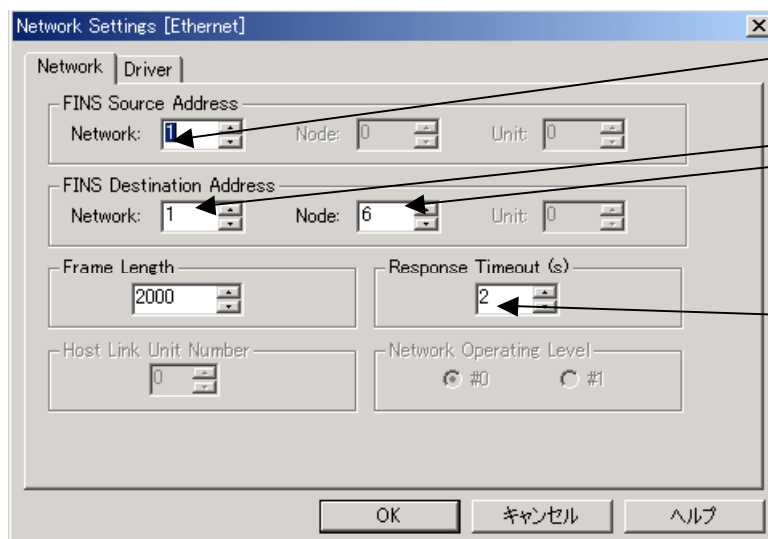 Network Settings [Ethernet]
Network Driver
FINS Source Address
Network: 1 Node: 0 Unit: 0
FINS Destination Address
Network: 1 Node: 6 Unit: 0
Frame Length Response Timeout (s)
2000 2
Host Link Unit Number Network Operating Level
0 #0 #1
OK キャンセル ヘルプ